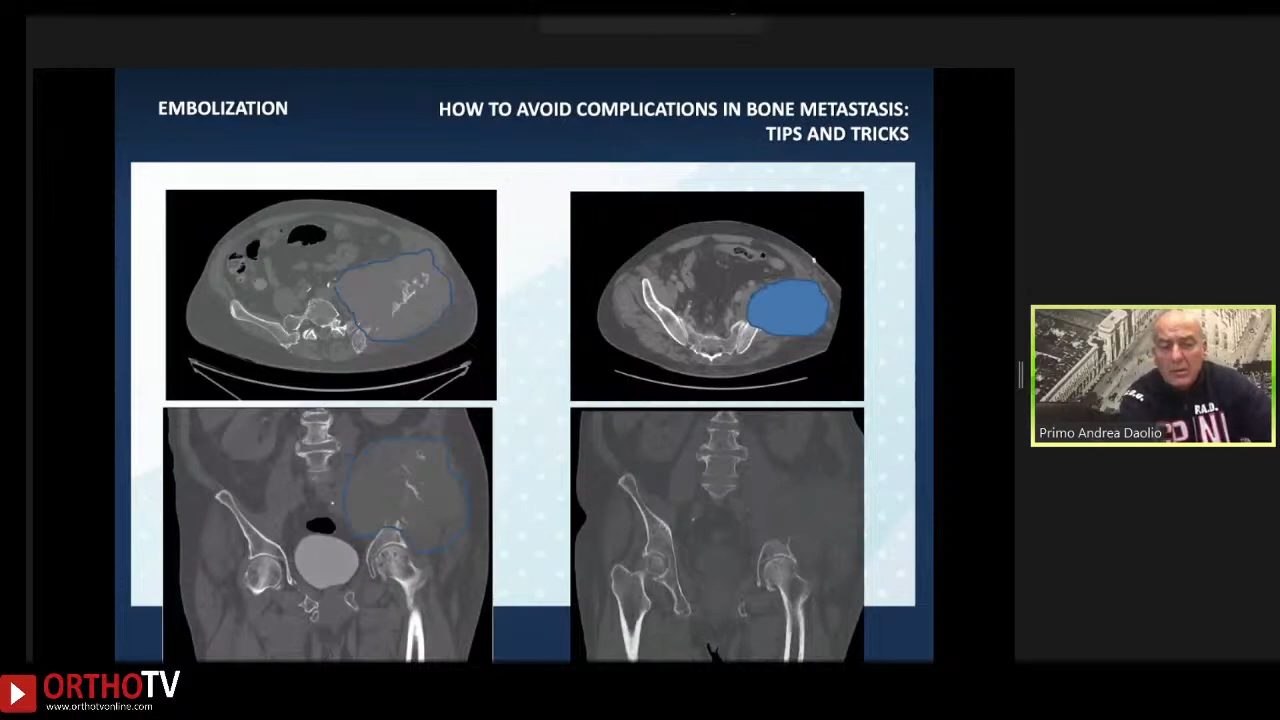 EMBOLIZATION
HOW TO AVOID COMPLICATIONS IN BONE METASTASIS:
TIPS AND TRICKS
P.A.D.
Primo Andrea Daolio
ORTHOTV
www.orthotvonline.com